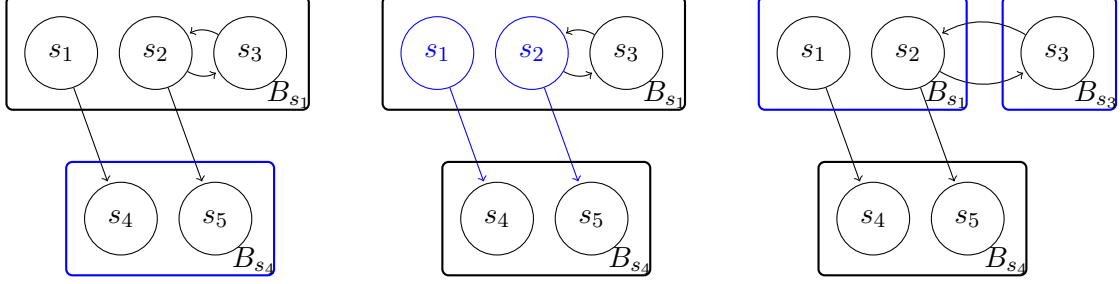 s₁ s₂ s₃ s₁ s₂ s₃ s₁ s₂ s₃
B_{s₁} B_{s₁} B_{s₁} B_{s₃}
s₄ s₅ s₄ s₅ s₄ s₅
B_{s₄} B_{s₄} B_{s₄}